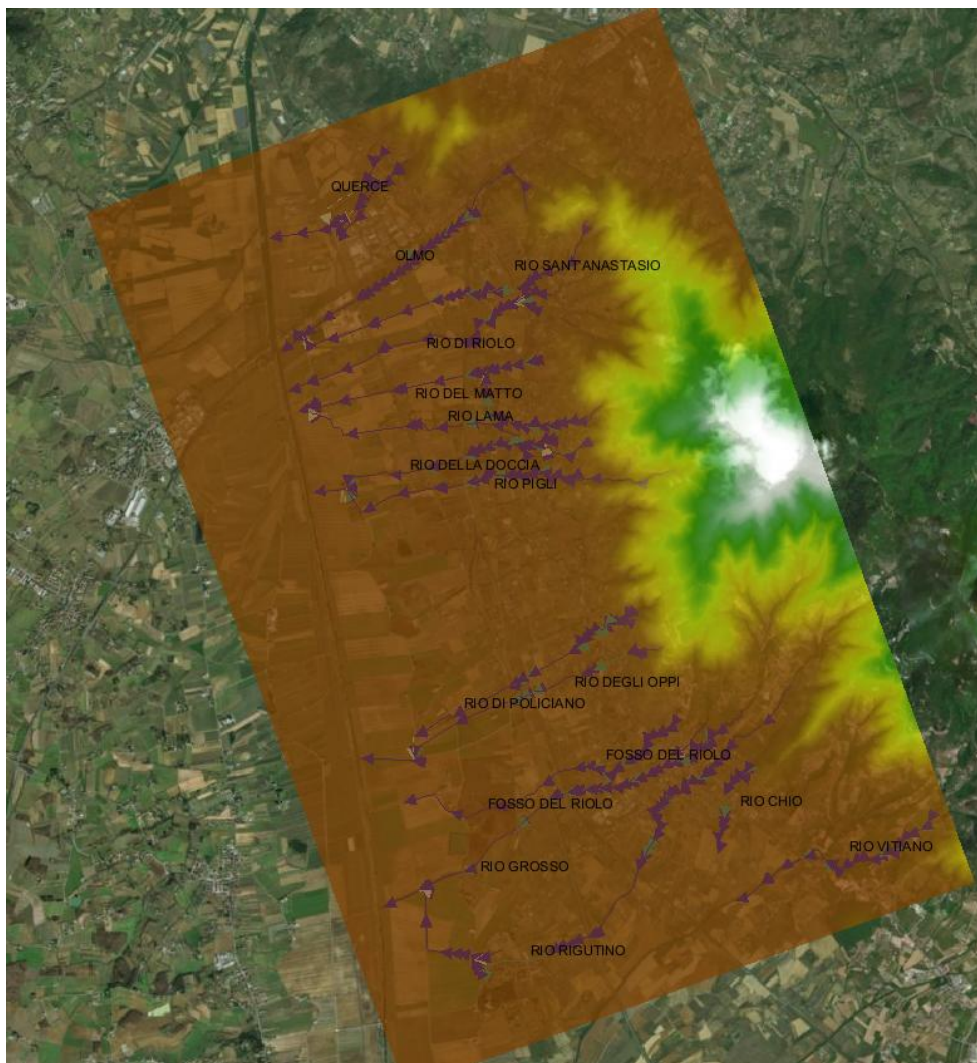 QUERCE
OLMO
RIO SANT'ANASTASIO
RIO DI RIOLO
RIO DEL MATTO
RIO LAMA
RIO DELLA DOCCIA
RIO PIGLI
RIO DEGLI OPPI
RIO DI POLICIANO
FOSSO DEL RIOLO
FOSSO DEL RIOLO
RIO CHIO
RIO VITIANO
RIO GROSSO
RIO RIGUTINO